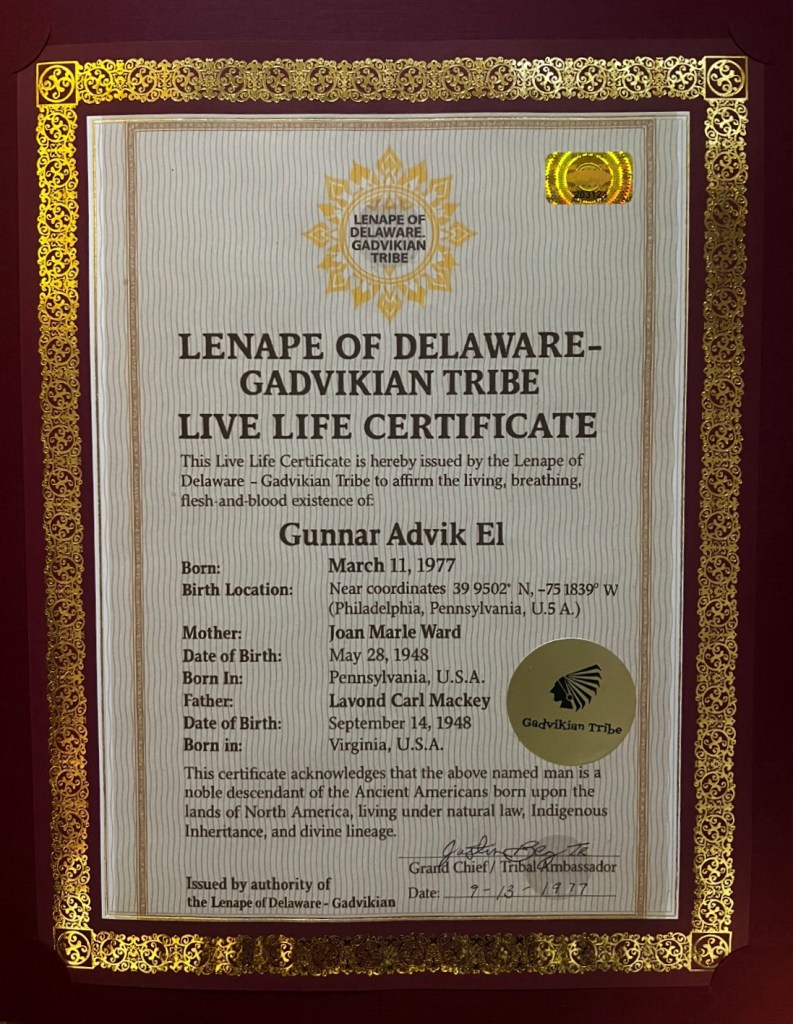 LENAPE OF
DELAWARE.
GADVIKIAN
TRIBE
LENAPE OF DELAWARE-
GADVIKIAN TRIBE
LIVE LIFE CERTIFICATE
This Live Life Certificate is hereby issued by the Lenape of
Delaware – Gadvikian Tribe to affirm the living, breathing,
flesh-and-blood existence of:
Gunnar Advik El
Born: March 11, 1977
Birth Location: Near coordinates 39 9502° N, –75 1839° W
(Philadelphia, Pennsylvania, U.5 A.)
Mother: Joan Marle Ward
Date of Birth: May 28, 1948
Born In: Pennsylvania, U.S.A.
Father: Lavond Carl Mackey
Date of Birth: September 14, 1948
Born in: Virginia, U.S.A.
Gadvikian Tribe
This certificate acknowledges that the above named man is a
noble descendant of the Ancient Americans born upon the
lands of North America, living under natural law, Indigenous
Inherittance, and divine lineage.
Justin
Grand Chief / Tribal Ambassador
Issued by authority of
the Lenape of Delaware - Gadvikian
Date: 9-13-1977